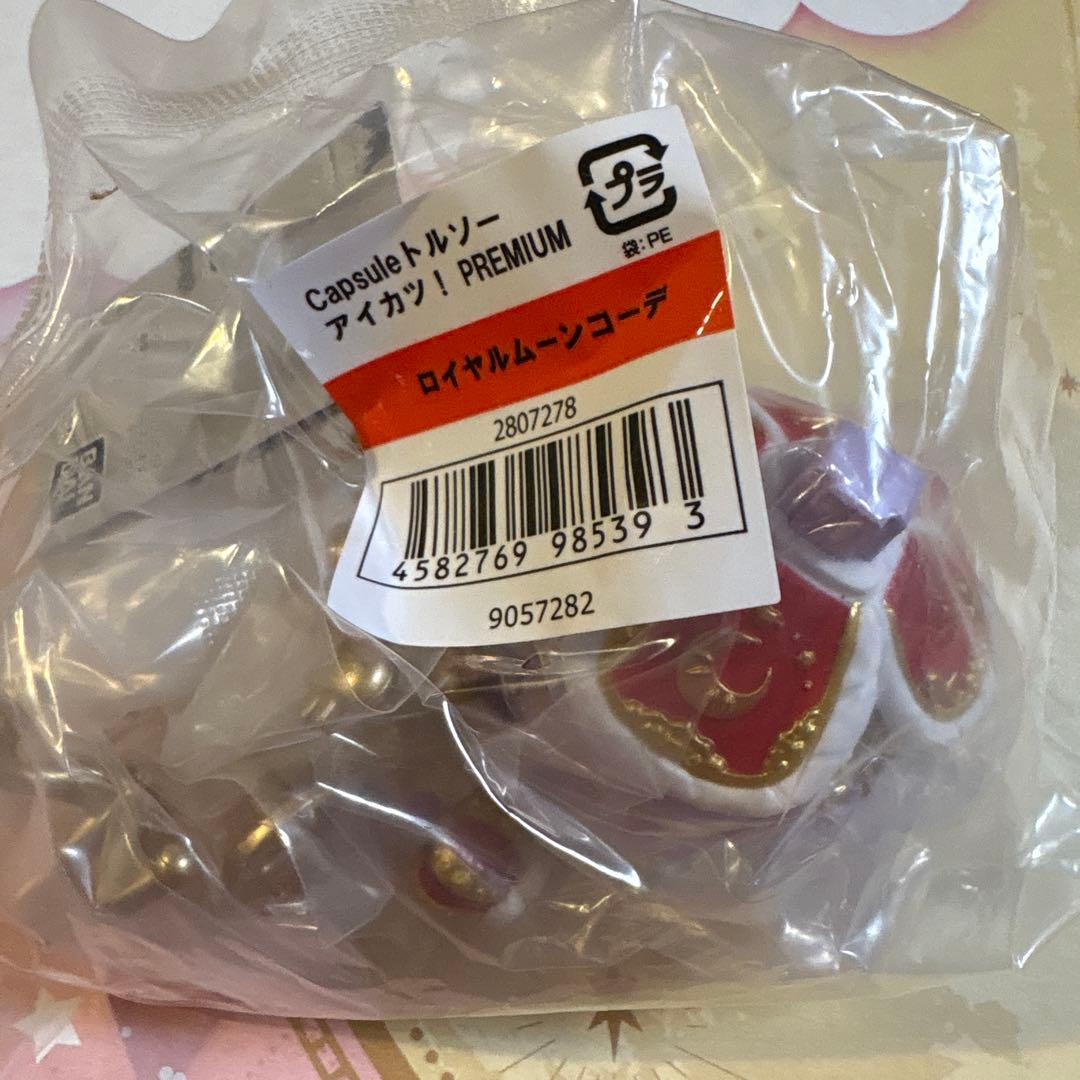 Capsuleトルソー
アイカツ！ PREMIUM
プラ
袋:PE
ロイヤルムーンコーデ
2807278
4582769 98539 3
9057282
BAN